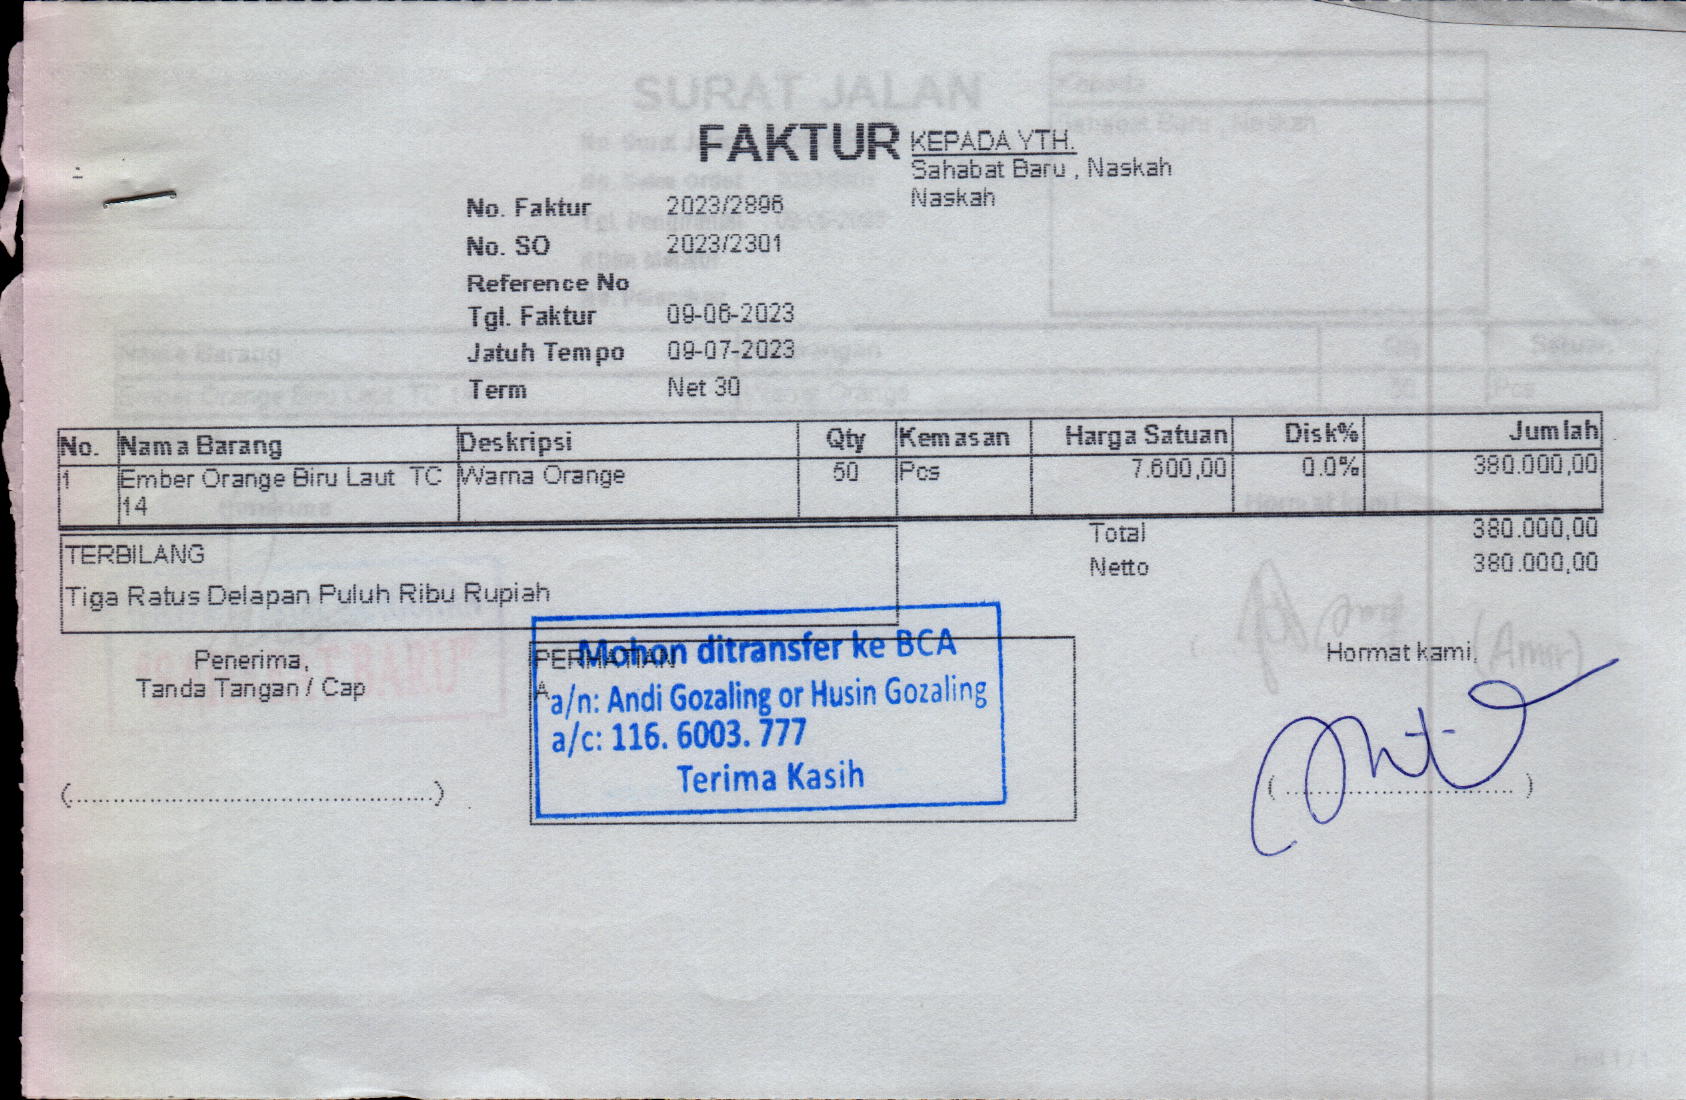 SURAT JALAN
Kepada
FAKTUR
KEPADA YTH.
Sahabat Baru , Naskah
Naskah
No. Faktur 2023/2896
No. SO 2023/2301
Reference No
Tgl. Faktur 09-06-2023
Jatuh Tempo 09-07-2023
Term Net 30
No. Nama Barang Deskripsi Qty Kemasan Harga Satuan Disk% Jumlah
1 Ember Orange Biru Laut TC Warna Orange 50 Pcs 7.600,00 0.0% 380.000,00
14
Total 380.000,00
Netto 380.000,00
TERBILANG
Tiga Ratus Delapan Puluh Ribu Rupiah
Penerima,
Tanda Tangan / Cap
(................................................)
Mohon ditransfer ke BCA
a/n: Andi Gozaling or Husin Gozaling
a/c: 116. 6003. 777
Terima Kasih
Hormat kami,
(Amir)
(................................)